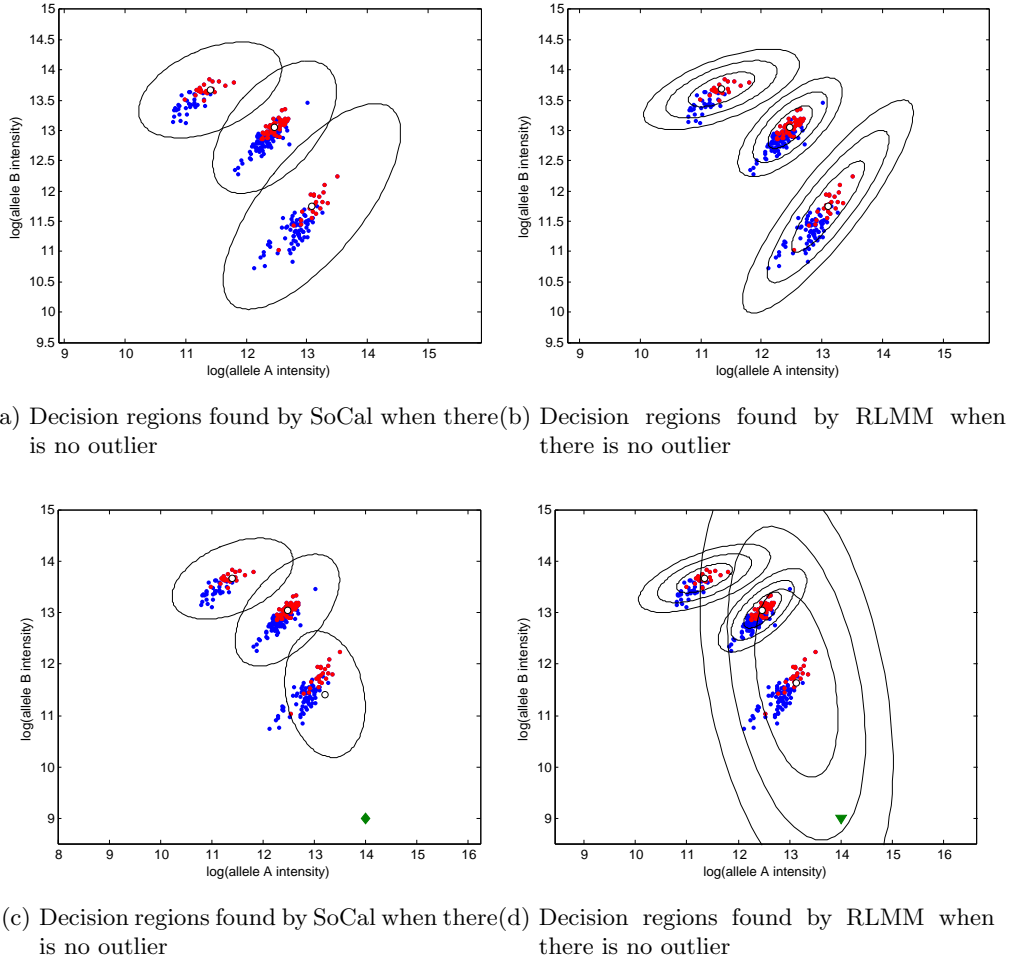 15
14.5
14
13.5
13
12.5
12
11.5
11
10.5
10
9.5
9 10 11 12 13 14 15
log(allele A intensity)
log(allele B intensity)
15
14.5
14
13.5
13
12.5
12
11.5
11
10.5
10
9.5
9 10 11 12 13 14 15
log(allele A intensity)
log(allele B intensity)
a) Decision regions found by SoCal when there
is no outlier
(b) Decision regions found by RLMM when
there is no outlier
15
14
13
12
11
10
9
8 9 10 11 12 13 14 15 16
log(allele A intensity)
log(allele B intensity)
15
14
13
12
11
10
9
9 10 11 12 13 14 15 16
log(allele A intensity)
log(allele B intensity)
(c) Decision regions found by SoCal when there
is no outlier
(d) Decision regions found by RLMM when
there is no outlier